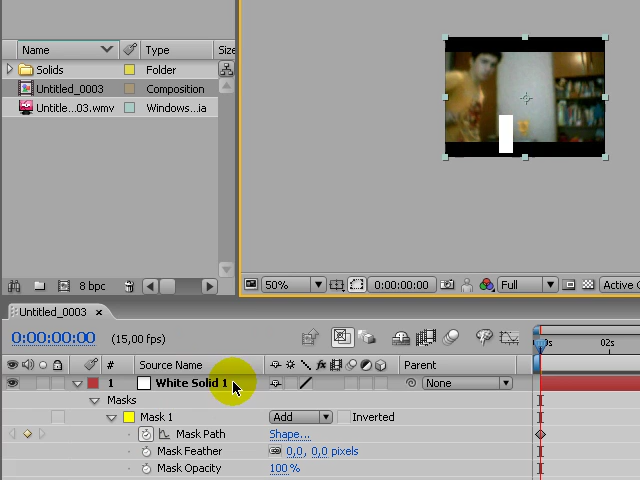 Name Type Size
Solids Folder
Untitled_0003 Composition
Untitle...03.wmv Windows...ia
8 bpc
50% 0:00:00:00 Full Active C
Untitled_0003
0:00:00:00 (15,00 fps)
02s
# Source Name Parent
1 White Solid 1 None
Masks
Mask 1 Add Inverted
Mask Path Shape...
Mask Feather 0,0, 0,0 pixels
Mask Opacity 100%